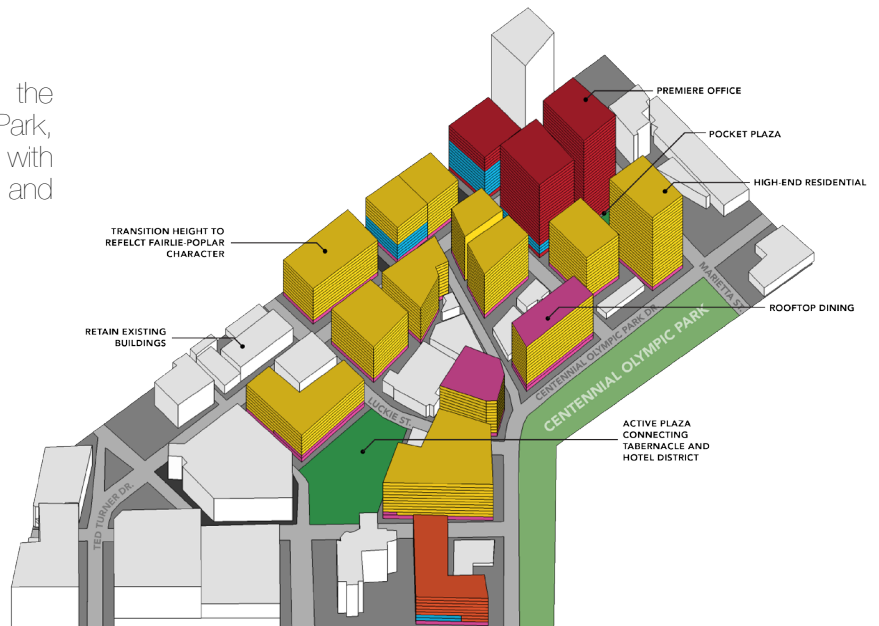 the
Park,
with
and
PREMIERE OFFICE
POCKET PLAZA
HIGH-END RESIDENTIAL
TRANSITION HEIGHT TO
REFELCT FAIRLIE-POPLAR
CHARACTER
MARIETTA ST.
ROOFTOP DINING
CENTENNIAL OLYMPIC PARK DR.
CENTENNIAL OLYMPIC PARK
RETAIN EXISTING
BUILDINGS
LUCKIE ST.
ACTIVE PLAZA
CONNECTING
TABERNACLE AND
HOTEL DISTRICT
TED TURNER DR.